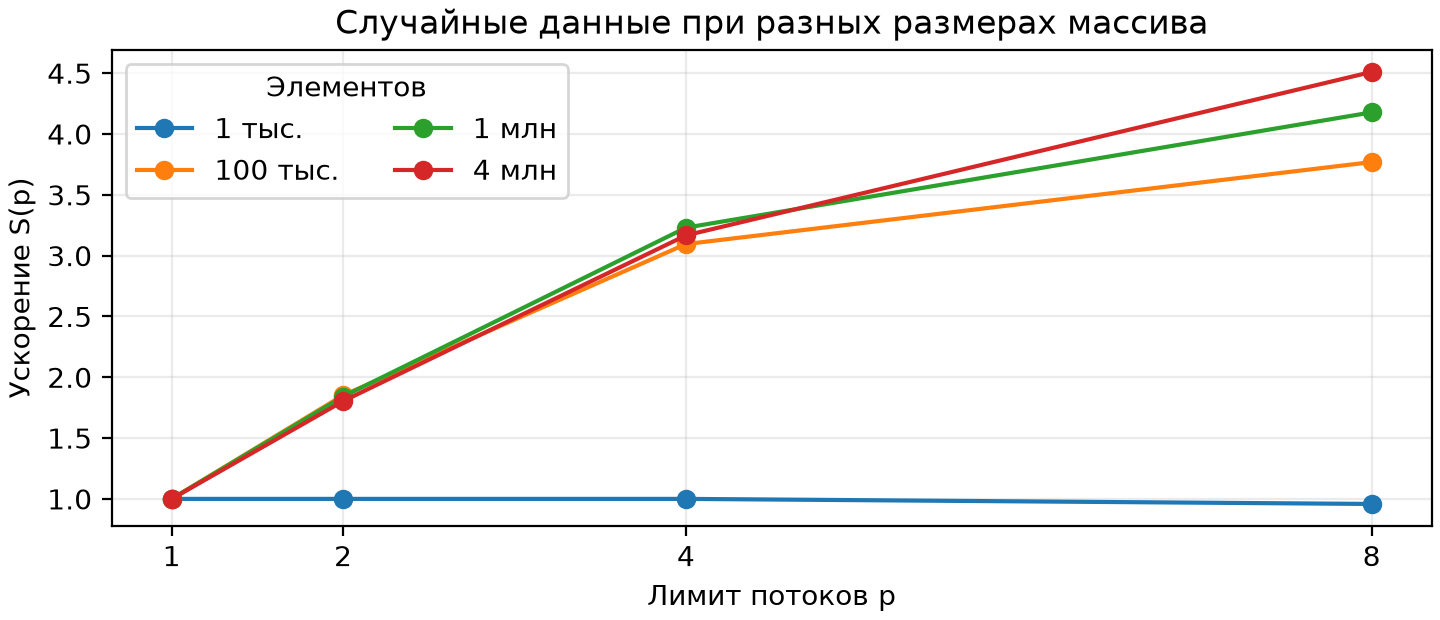 Случайные данные при разных размерах массива
Ускорение S(p)
4.5
4.0
3.5
3.0
2.5
2.0
1.5
1.0
Элементов
1 тыс. 1 млн
100 тыс. 4 млн
1 2 4 8
Лимит потоков p